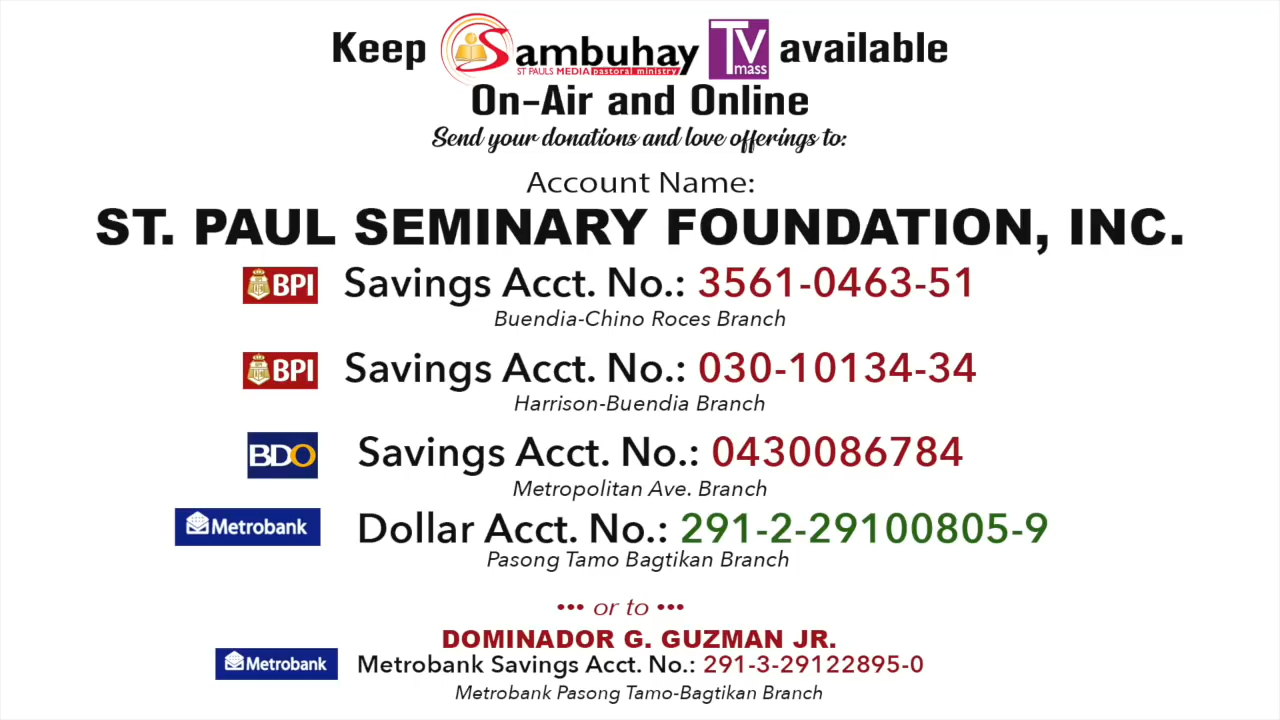 Keep Sambuhay TV mass available
ST PAULS MEDIA pastoral ministry
On-Air and Online
Send your donations and love offerings to:
Account Name:
ST. PAUL SEMINARY FOUNDATION, INC.
BPI Savings Acct. No.: 3561-0463-51
Buendia-Chino Roces Branch
BPI Savings Acct. No.: 030-10134-34
Harrison-Buendia Branch
BDO Savings Acct. No.: 0430086784
Metropolitan Ave. Branch
Metrobank Dollar Acct. No.: 291-2-29100805-9
Pasong Tamo Bagtikan Branch
••• or to •••
DOMINADOR G. GUZMAN JR.
Metrobank Metrobank Savings Acct. No.: 291-3-29122895-0
Metrobank Pasong Tamo-Bagtikan Branch